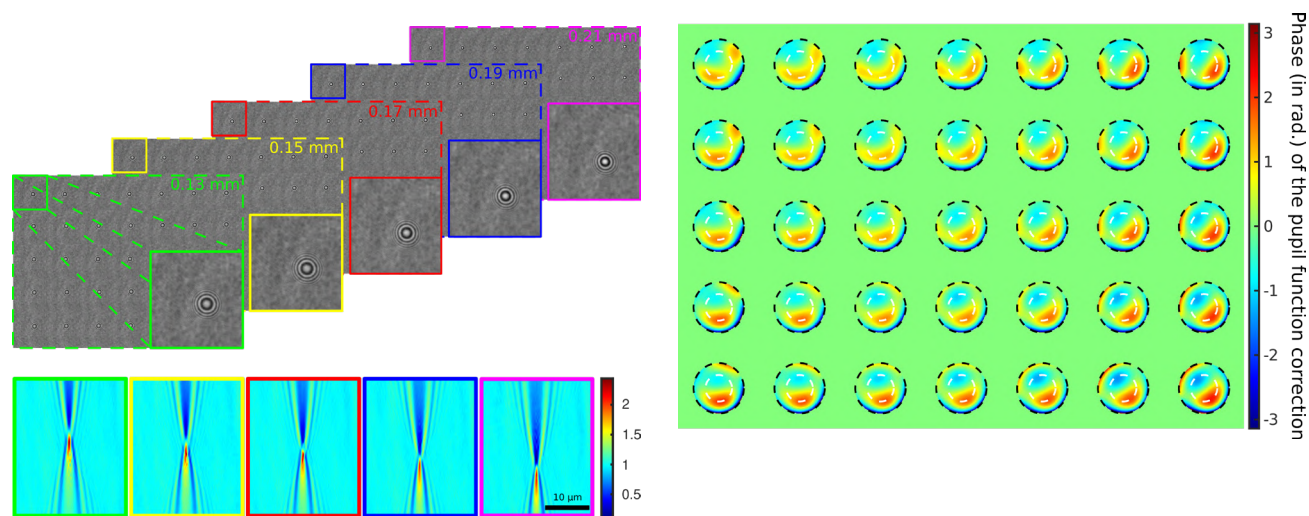 0.21 mm
0.19 mm
0.17 mm
0.15 mm
0.13 mm
2
1.5
1
0.5
10 µm
3
2
1
0
-1
-2
-3
Phase (in rad.) of the pupil function correction